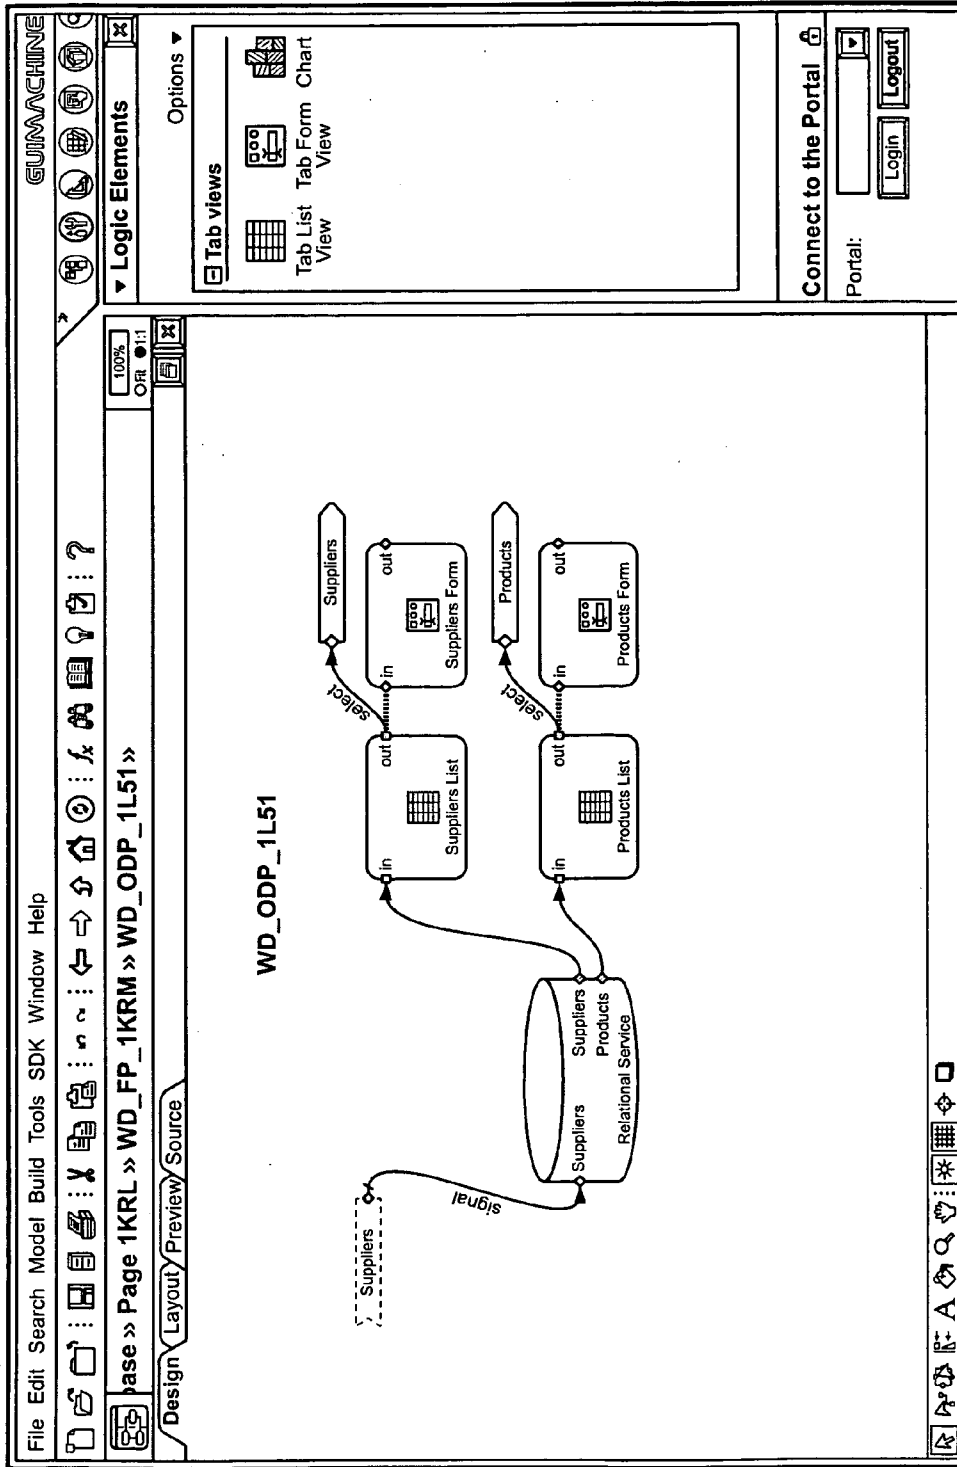 GUIMACHINE
File Edit Search Model Build Tools SDK Window Help
fx
?
»
base » Page 1KRL » WD_FP_1KRM » WD_ODP_1L51 »
100%
Fit 1:1
Design Layout Preview Source
WD_ODP_1L51
Suppliers
signal
Suppliers
Suppliers
Products
Relational Service
in
out
Suppliers List
select
Suppliers
in
out
Suppliers Form
in
out
Products List
select
Products
in
out
Products Form
Logic Elements
Options
Tab views
Tab List View
Tab Form View
Chart
Connect to the Portal
Portal:
Login
Logout
A